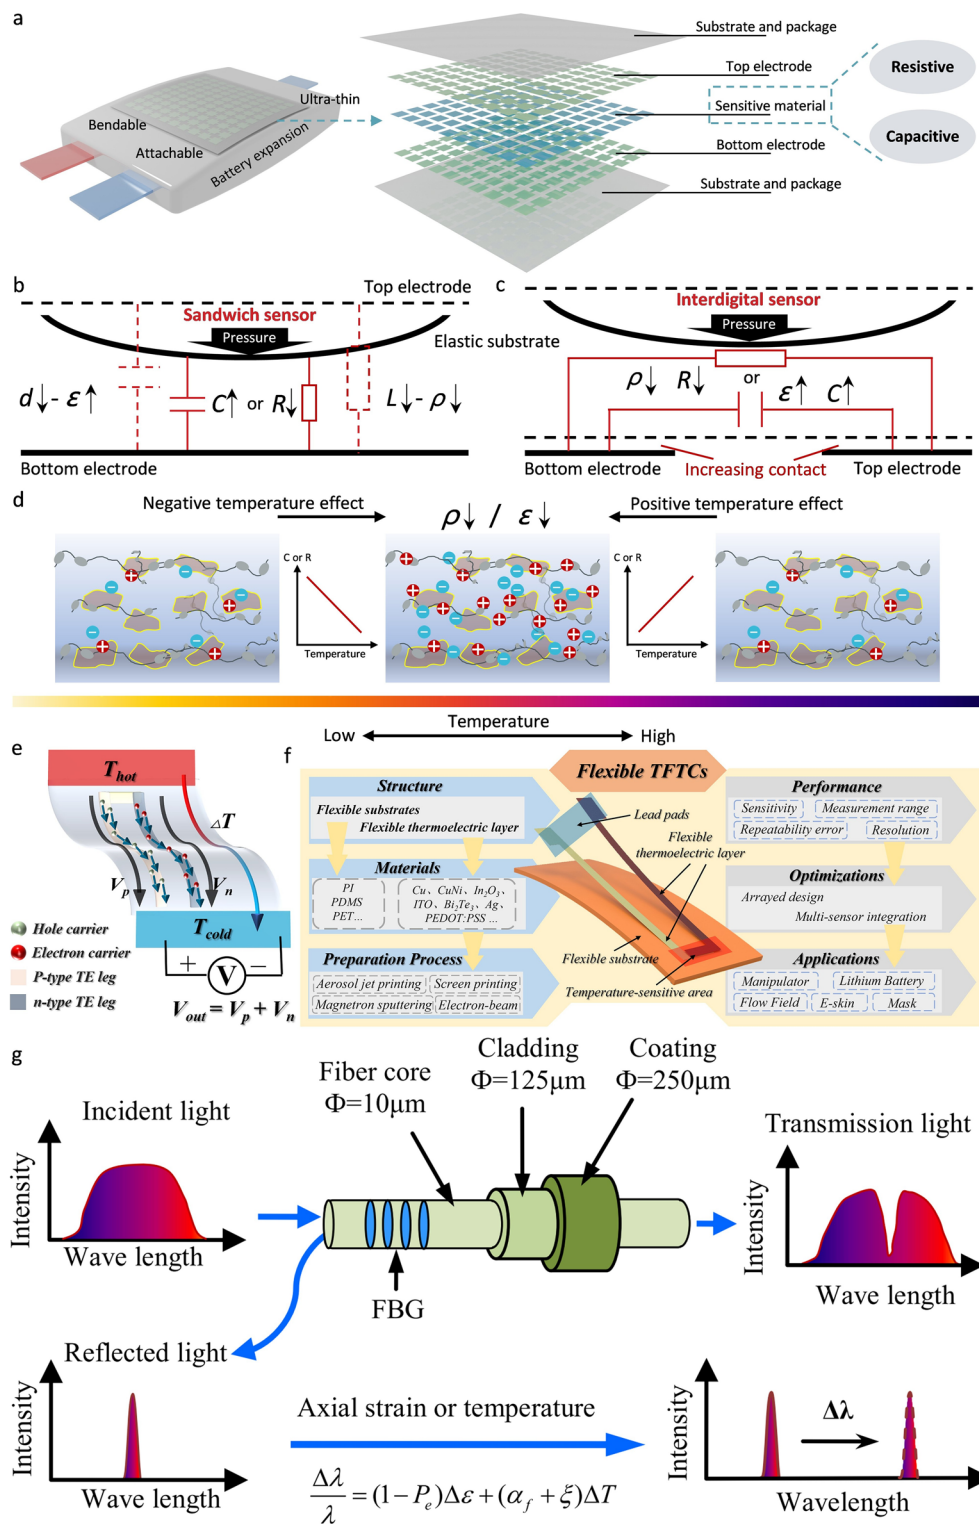 a
Substrate and package
Top electrode
Resistive
Ultra-thin
Sensitive material
Bendable
Attachable
Battery expansion
Bottom electrode
Capacitive
Substrate and package
b
Top electrode
Sandwich sensor
Pressure
Elastic substrate
d↓- ε↑
C↑ or R↓
L↓- ρ↓
Bottom electrode
c
Interdigital sensor
Pressure
ρ↓ R↓ or ε↑ C↑
Bottom electrode
Increasing contact
Top electrode
d
Negative temperature effect
ρ↓ / ε↓
Positive temperature effect
C or R
Temperature
C or R
Temperature
Temperature
Low
High
e
T_hot
ΔT
V_p
V_n
T_cold
+ V −
V_out = V_p + V_n
Hole carrier
Electron carrier
P-type TE leg
n-type TE leg
f
Flexible TFTCs
Structure
Flexible substrates
Flexible thermoelectric layer
Materials
PI
PDMS
PET...
Cu、CuNi、In₂O₃、
ITO、Bi₂Te₃、Ag、
PEDOT:PSS ...
Preparation Process
Aerosol jet printing
Screen printing
Magnetron sputtering
Electron-beam
Lead pads
Flexible
thermoelectric layer
Flexible substrate
Temperature-sensitive area
Performance
Sensitivity
Measurement range
Repeatability error
Resolution
Optimizations
Arrayed design
Multi-sensor integration
Applications
Manipulator
Lithium Battery
Flow Field
E-skin
Mask
g
Incident light
Intensity
Wave length
Fiber core
Φ=10μm
Cladding
Φ=125μm
Coating
Φ=250μm
FBG
Transmission light
Intensity
Wave length
Reflected light
Intensity
Wave length
Axial strain or temperature
Δλ/λ = (1−P_e)Δε+(α_f+ξ)ΔT
Intensity
Δλ
Wavelength